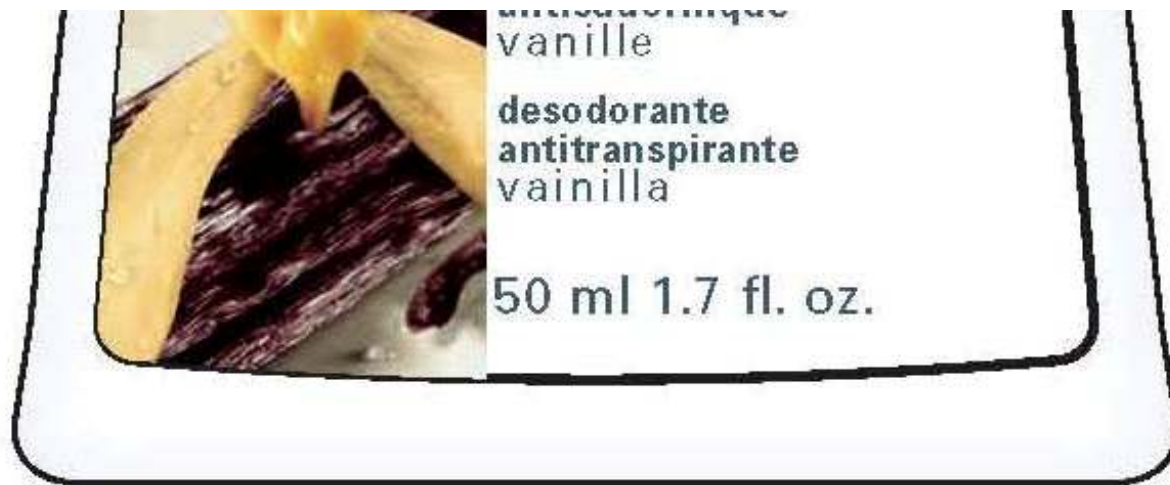 vanille
desodorante
antitranspirante
vainilla
50 ml 1.7 fl. oz.